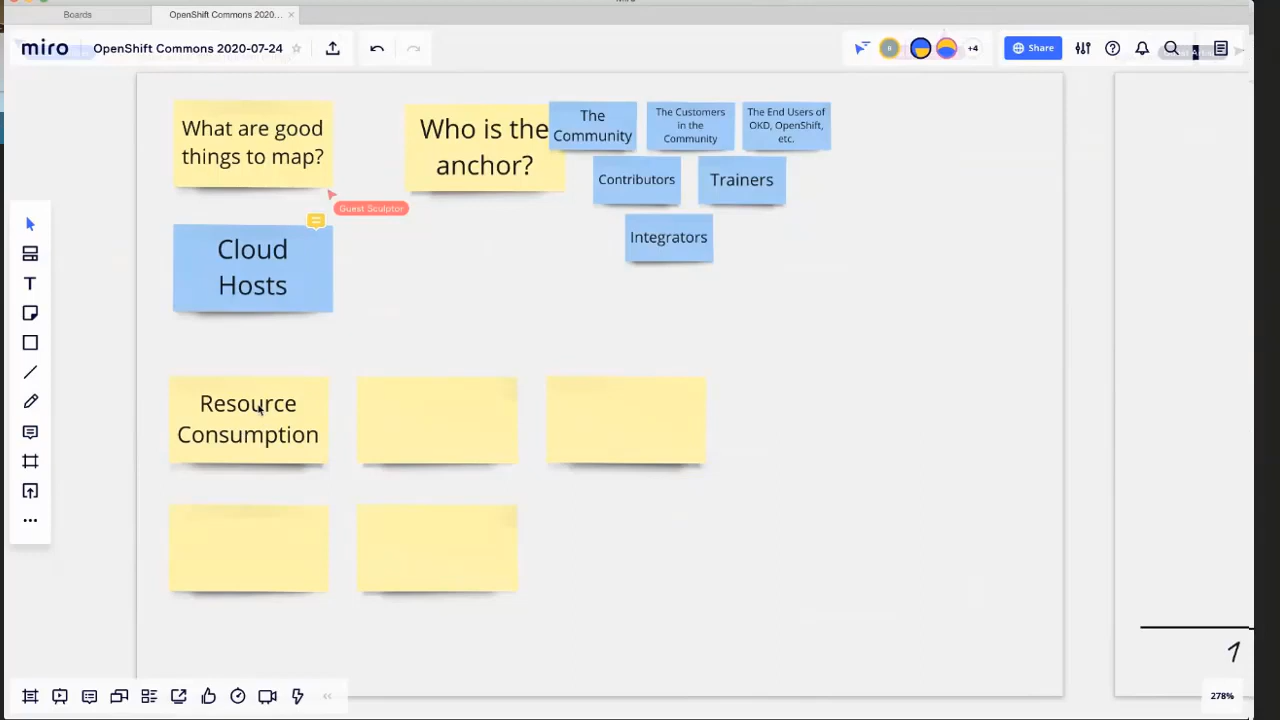 Boards
OpenShift Commons 2020...
miro
OpenShift Commons 2020-07-24
+4
Share
What are good
things to map?
Who is the
anchor?
The
Community
The Customers
in the
Community
The End Users of
OKD, OpenShift,
etc.
Contributors
Trainers
Guest Sculptor
Integrators
Cloud
Hosts
Resource
Consumption
1
278%